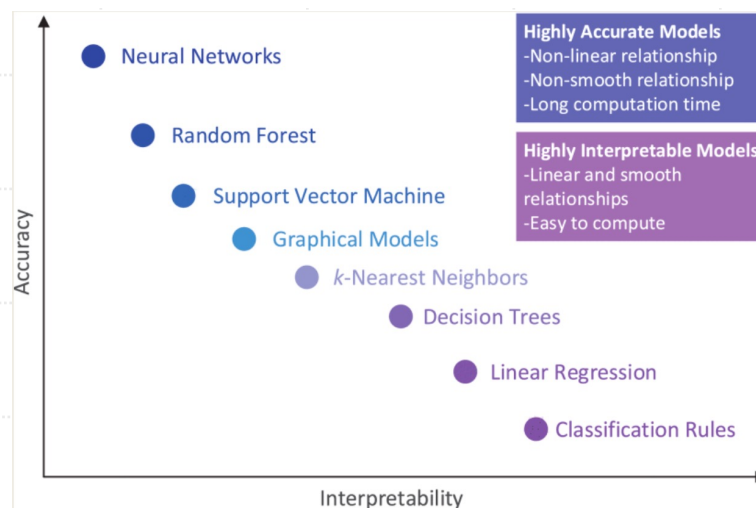 Neural Networks
Random Forest
Support Vector Machine
Graphical Models
k-Nearest Neighbors
Decision Trees
Linear Regression
Classification Rules
Highly Accurate Models
-Non-linear relationship
-Non-smooth relationship
-Long computation time
Highly Interpretable Models
-Linear and smooth
relationships
-Easy to compute
Accuracy
Interpretability